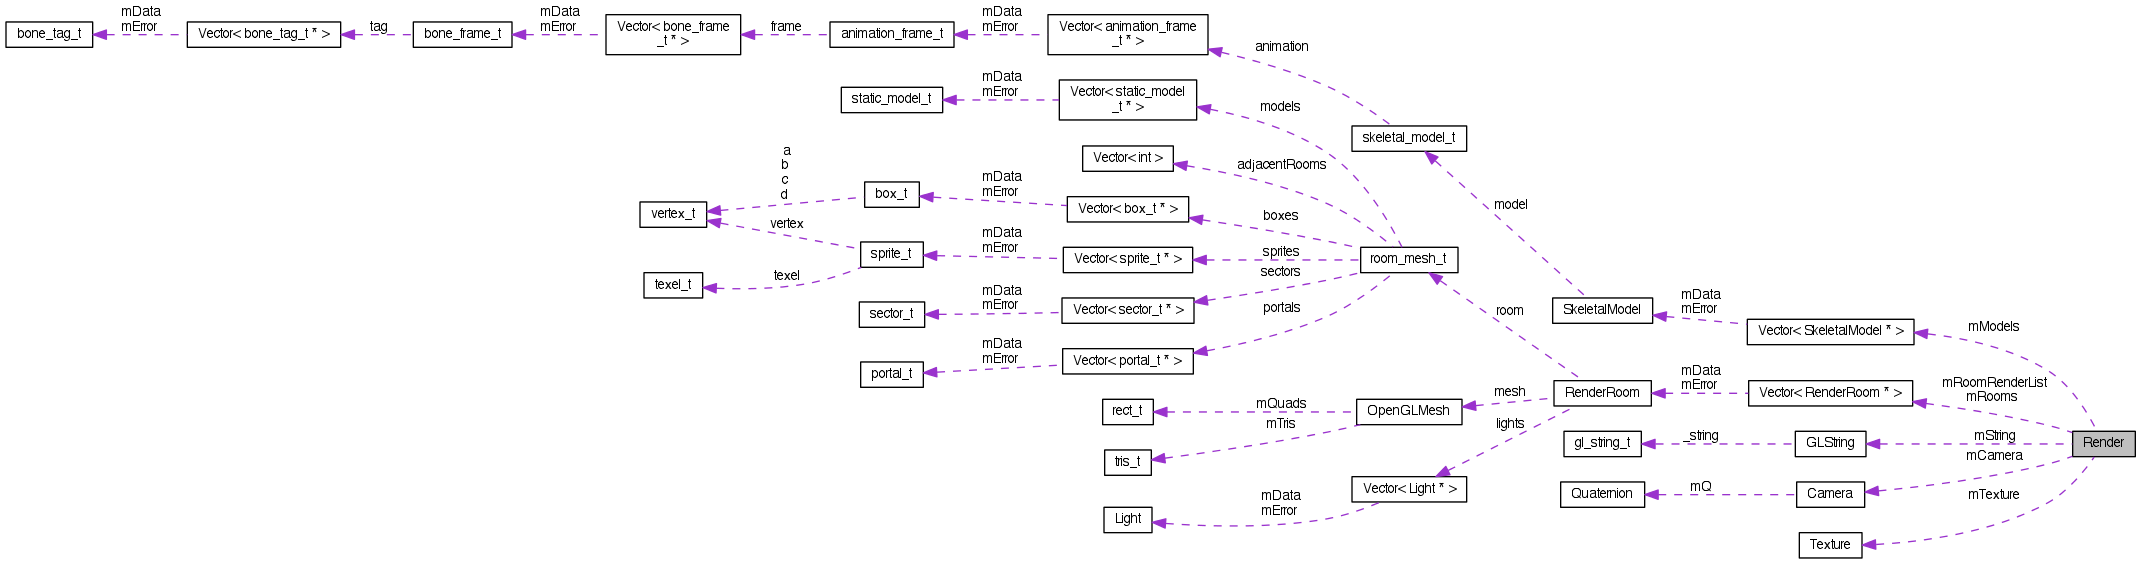 bone_tag_t
mData
mError
Vector< bone_tag_t * >
tag
bone_frame_t
mData
mError
Vector< bone_frame
_t * >
frame
animation_frame_t
mData
mError
Vector< animation_frame
_t * >
animation
static_model_t
mData
mError
Vector< static_model
_t * >
models
skeletal_model_t
Vector< int >
adjacentRooms
a
b
c
d
vertex_t
box_t
mData
mError
Vector< box_t * >
boxes
model
vertex
sprite_t
mData
mError
Vector< sprite_t * >
sprites
room_mesh_t
texel_t
texel
sectors
sector_t
mData
mError
Vector< sector_t * >
portals
room
SkeletalModel
mData
mError
Vector< SkeletalModel * >
mModels
portal_t
mData
mError
Vector< portal_t * >
rect_t
mQuads
OpenGLMesh
mesh
RenderRoom
mData
mError
Vector< RenderRoom * >
mRoomRenderList
mRooms
mTris
tris_t
lights
gl_string_t
_string
GLString
mString
Render
Vector< Light * >
mData
mError
Light
Quaternion
mQ
Camera
mCamera
mTexture
Texture